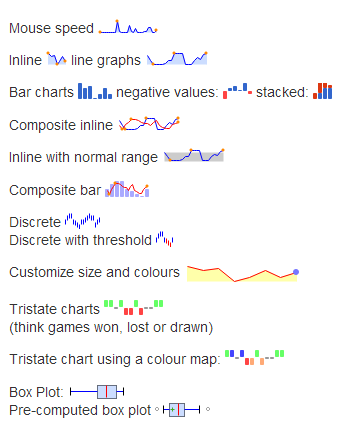 Mouse speed
Inline line graphs
Bar charts negative values: stacked:
Composite inline
Inline with normal range
Composite bar
Discrete
Discrete with threshold
Customize size and colours
Tristate charts
(think games won, lost or drawn)
Tristate chart using a colour map:
Box Plot:
Pre-computed box plot